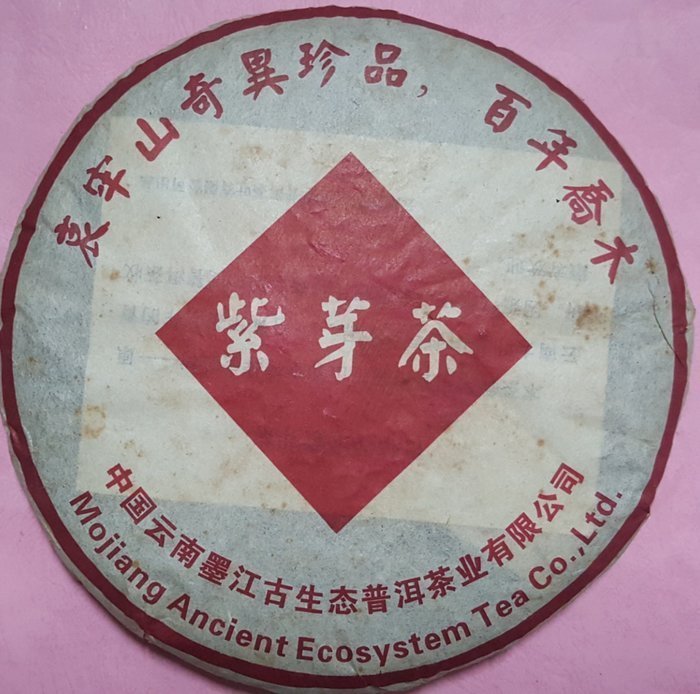 哀牢山奇異珍品，百年喬木
紫芽茶
中国云南墨江古生态普洱茶业有限公司
Mojiang Ancient Ecosystem Tea Co.,Ltd.